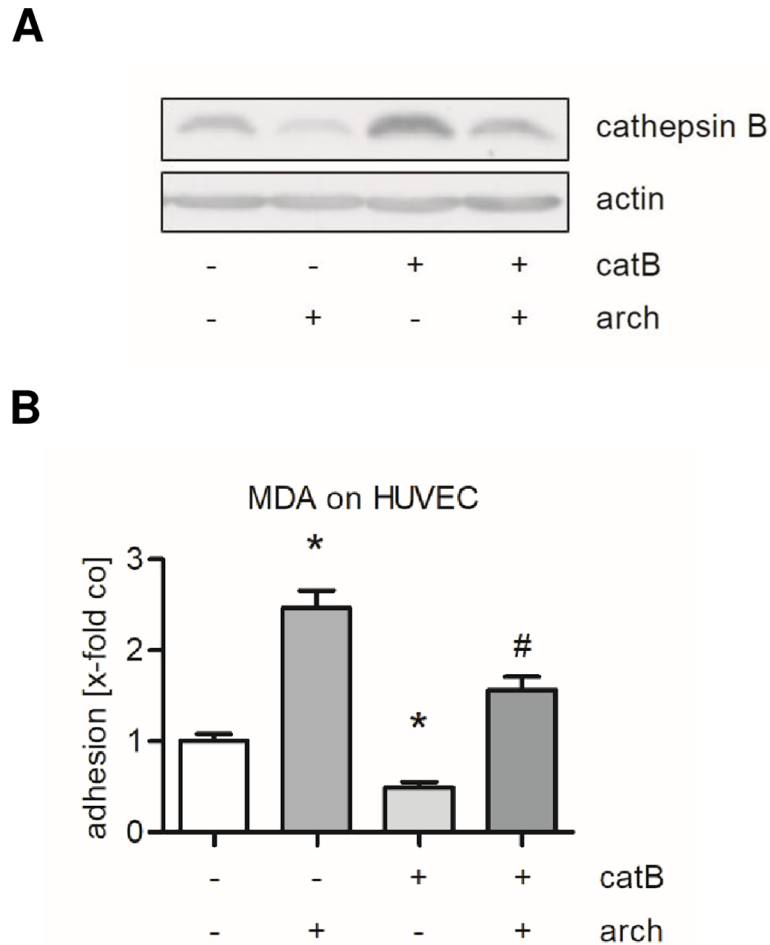 A
cathepsin B
actin
- - + + catB
- + - + arch
B
MDA on HUVEC
*
3
#
2
*
1
0
adhesion [x-fold co]
- - + + catB
- + - + arch